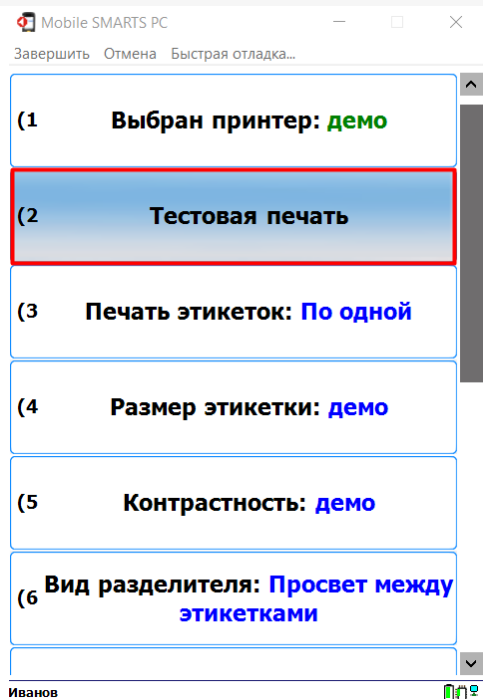 Mobile SMARTS PC
Завершить Отмена Быстрая отладка...
(1 Выбран принтер: демо
(2 Тестовая печать
(3 Печать этикеток: По одной
(4 Размер этикетки: демо
(5 Контрастность: демо
(6 Вид разделителя: Просвет между
этикетками
Иванов